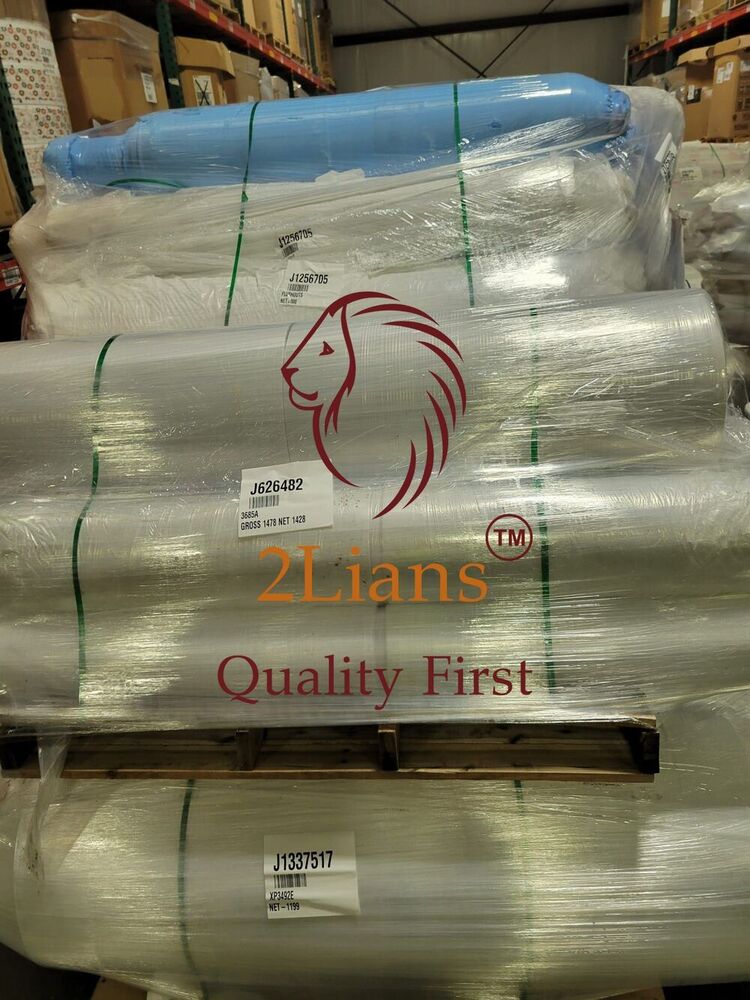 J1256705
J1256705
J626482
3685A
GROSS 1478 NET 1428
TM
2Lians
Quality First
J1337517
XP3492E
NET-1199